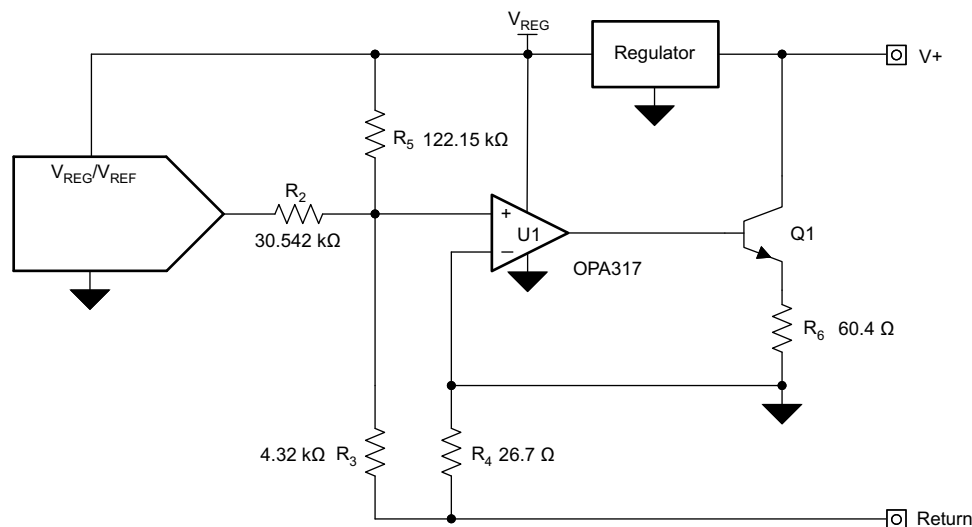 V_REG
Regulator
V+
R_5 122.15 kΩ
V_REG/V_REF
R_2
30.542 kΩ
+
U1
−
OPA317
Q1
R_6 60.4 Ω
4.32 kΩ R_3
R_4 26.7 Ω
Return